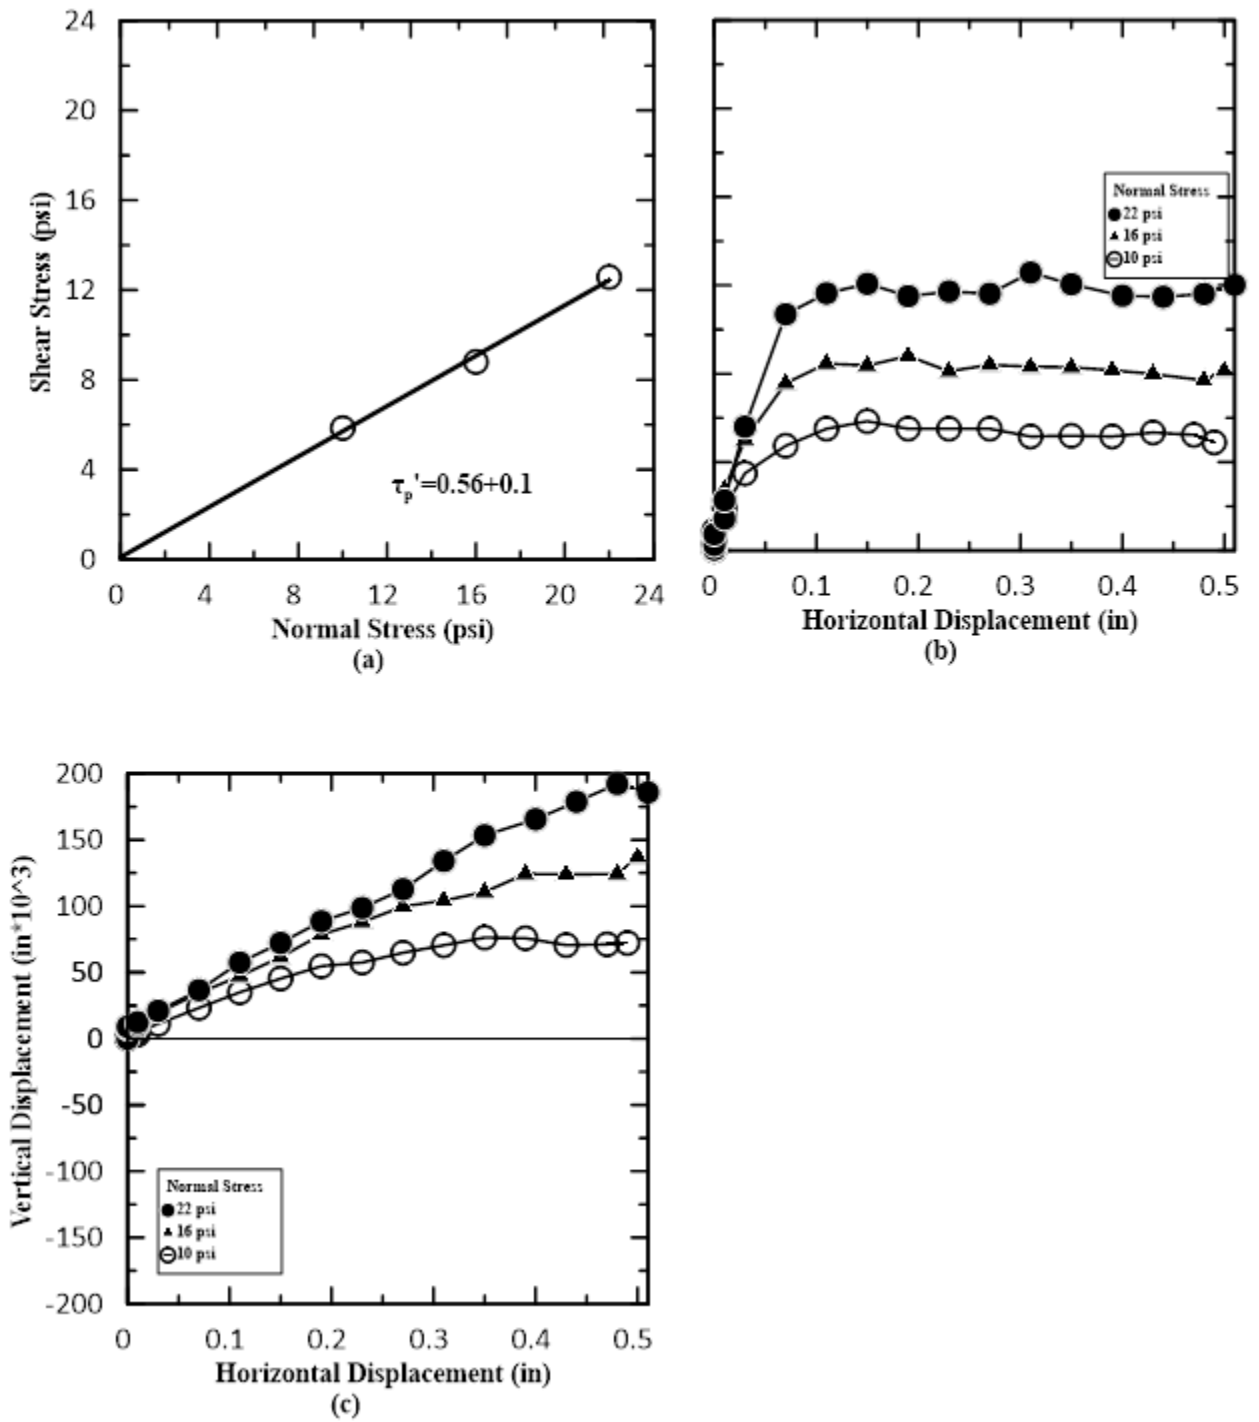 24
20
16
12
8
4
0
Shear Stress (psi)
τp'=0.56+0.1
0 4 8 12 16 20 24
Normal Stress (psi)
(a)
Normal Stress
22 psi
16 psi
10 psi
0 0.1 0.2 0.3 0.4 0.5
Horizontal Displacement (in)
(b)
200
150
100
50
0
-50
-100
-150
-200
Vertical Displacement (in*10^3)
Normal Stress
22 psi
16 psi
10 psi
0 0.1 0.2 0.3 0.4 0.5
Horizontal Displacement (in)
(c)